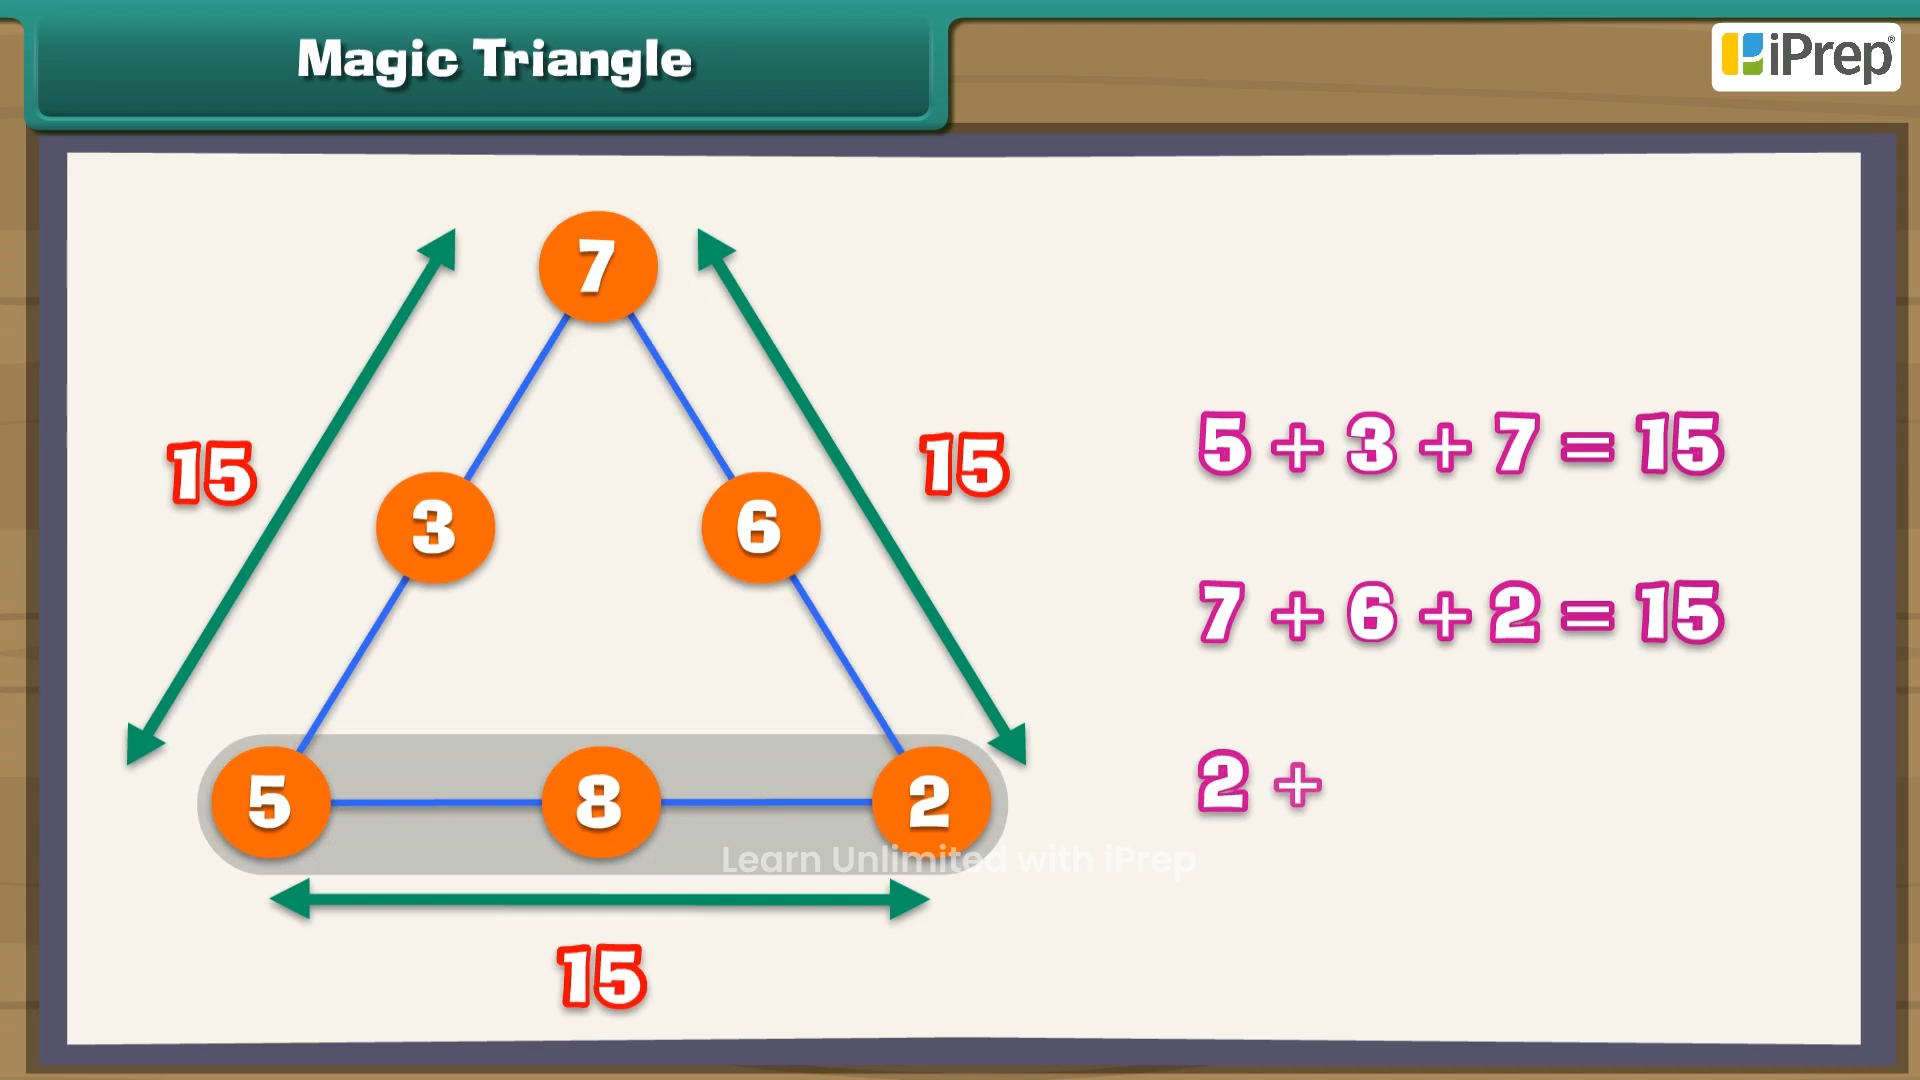 Magic Triangle
iPrep®
7
15
15
3
6
5 8 2
15
5 + 3 + 7 = 15
7 + 6 + 2 = 15
2 +
Learn Unlimited with iPrep